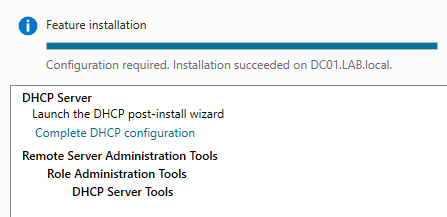 Feature installation
Configuration required. Installation succeeded on DC01.LAB.local.
DHCP Server
Launch the DHCP post-install wizard
Complete DHCP configuration
Remote Server Administration Tools
Role Administration Tools
DHCP Server Tools